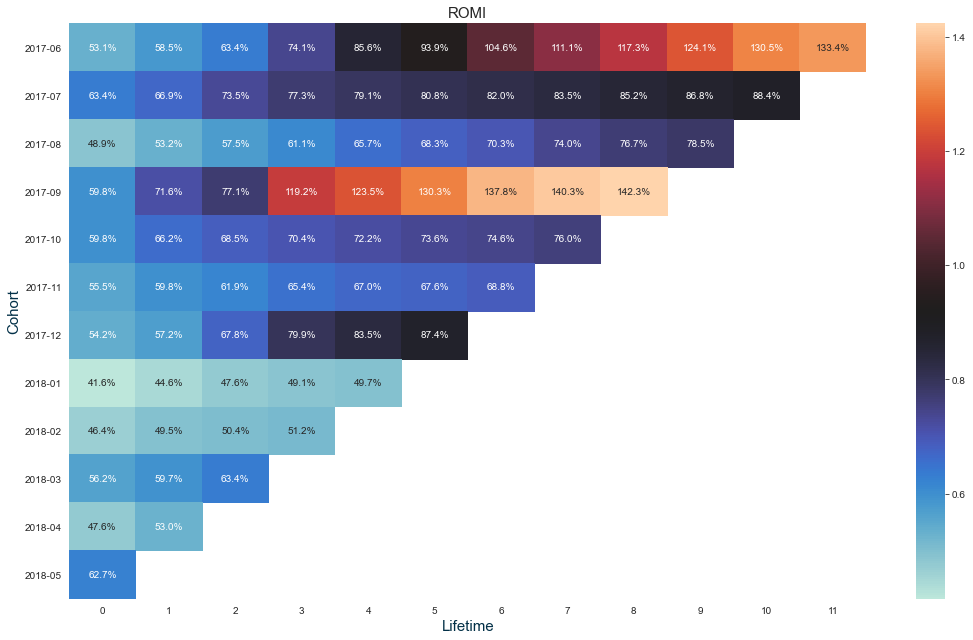 ROMI
Cohort
2017-06 53.1% 58.5% 63.4% 74.1% 85.6% 93.9% 104.6% 111.1% 117.3% 124.1% 130.5% 133.4%
2017-07 63.4% 66.9% 73.5% 77.3% 79.1% 80.8% 82.0% 83.5% 85.2% 86.8% 88.4%
2017-08 48.9% 53.2% 57.5% 61.1% 65.7% 68.3% 70.3% 74.0% 76.7% 78.5%
2017-09 59.8% 71.6% 77.1% 119.2% 123.5% 130.3% 137.8% 140.3% 142.3%
2017-10 59.8% 66.2% 68.5% 70.4% 72.2% 73.6% 74.6% 76.0%
2017-11 55.5% 59.8% 61.9% 65.4% 67.0% 67.6% 68.8%
2017-12 54.2% 57.2% 67.8% 79.9% 83.5% 87.4%
2018-01 41.6% 44.6% 47.6% 49.1% 49.7%
2018-02 46.4% 49.5% 50.4% 51.2%
2018-03 56.2% 59.7% 63.4%
2018-04 47.6% 53.0%
2018-05 62.7%
0 1 2 3 4 5 6 7 8 9 10 11
Lifetime
1.4
1.2
1.0
0.8
0.6